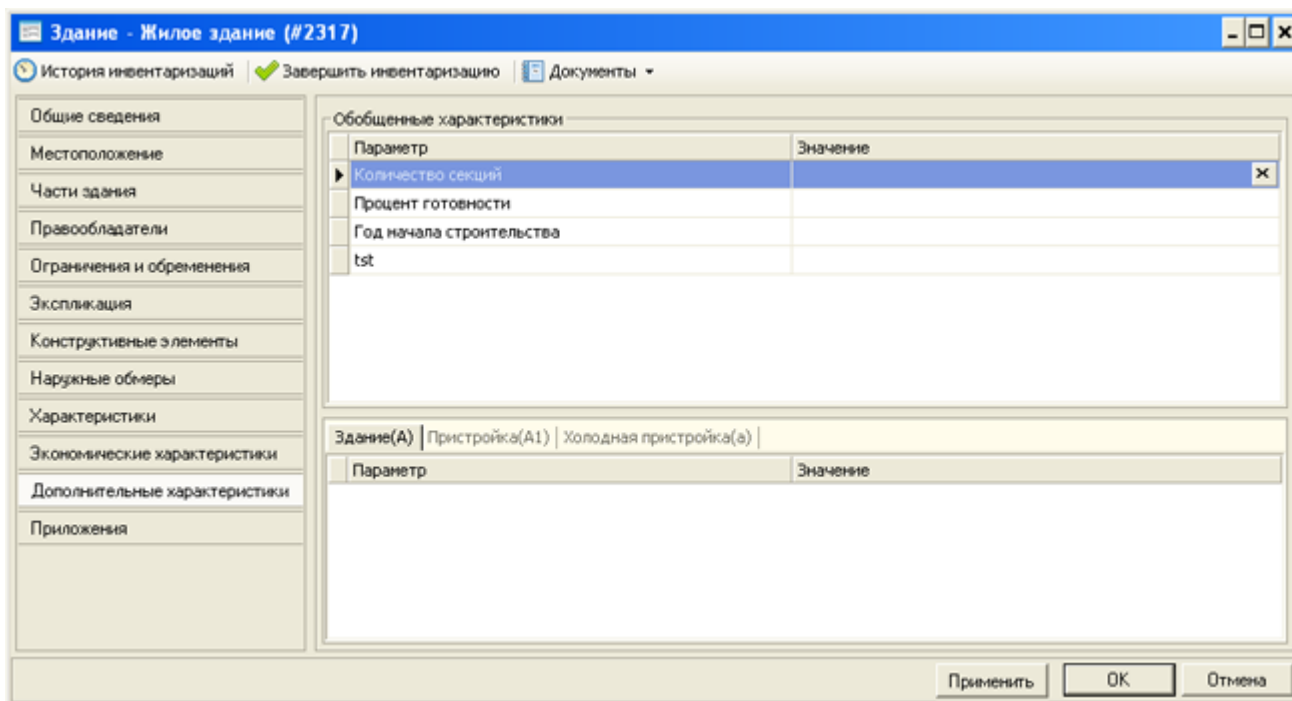 Здание - Жилое здание (#2317)
История инвентаризаций Завершить инвентаризацию Документы
Общие сведения
Местоположение
Части здания
Правообладатели
Ограничения и обременения
Экспликация
Конструктивные элементы
Наружные обмеры
Характеристики
Экономические характеристики
Дополнительные характеристики
Приложения
Обобщенные характеристики
Параметр Значение
Количество секций
Процент готовности
Год начала строительства
tst
Здание(А) Пристройка(А1) Холодная пристройка(а)
Параметр Значение
Применить OK Отмена